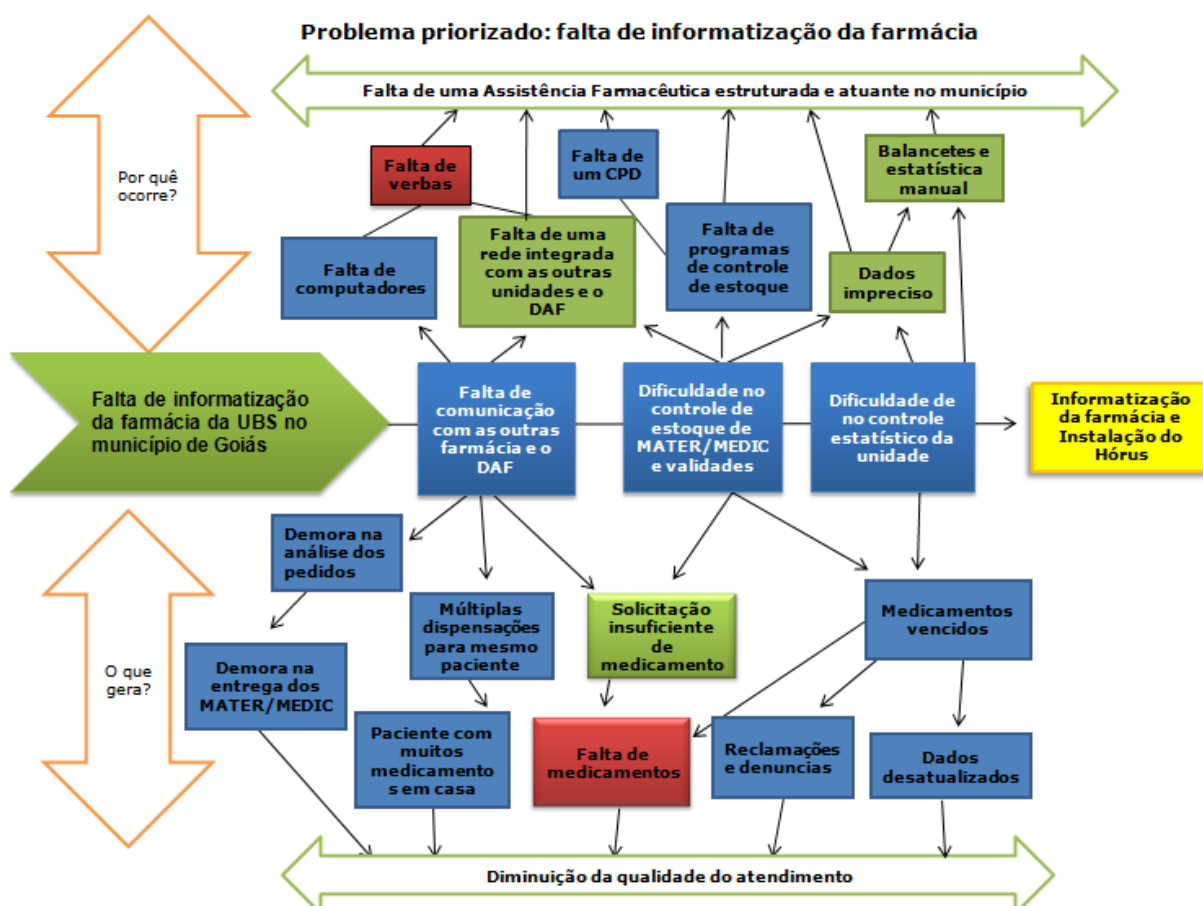 Problema priorizado: falta de informatização da farmácia
Falta de uma Assistência Farmacêutica estruturada e atuante no município
Por quê
ocorre?
Falta de
verbas
Falta de
um CPD
Balancetes e
estatística
manual
Falta de
computadores
Falta de uma
rede integrada
com as outras
unidades e o
DAF
Falta de
programas
de controle
de estoque
Dados
impreciso
Falta de informatização
da farmácia da UBS no
município de Goiás
Falta de
comunicação
com as outras
farmácia e o
DAF
Dificuldade no
controle de
estoque de
MATER/MEDIC
e validades
Dificuldade de
no controle
estatístico da
unidade
Informatização
da farmácia e
Instalação do
Hórus
O que
gera?
Demora na
análise dos
pedidos
Múltiplas
dispensações
para mesmo
paciente
Solicitação
insuficiente
de
medicamento
Medicamentos
vencidos
Demora na
entrega dos
MATER/MEDIC
Paciente com
muitos
medicamento
s em casa
Falta de
medicamentos
Reclamações
e denuncias
Dados
desatualizados
Diminuição da qualidade do atendimento